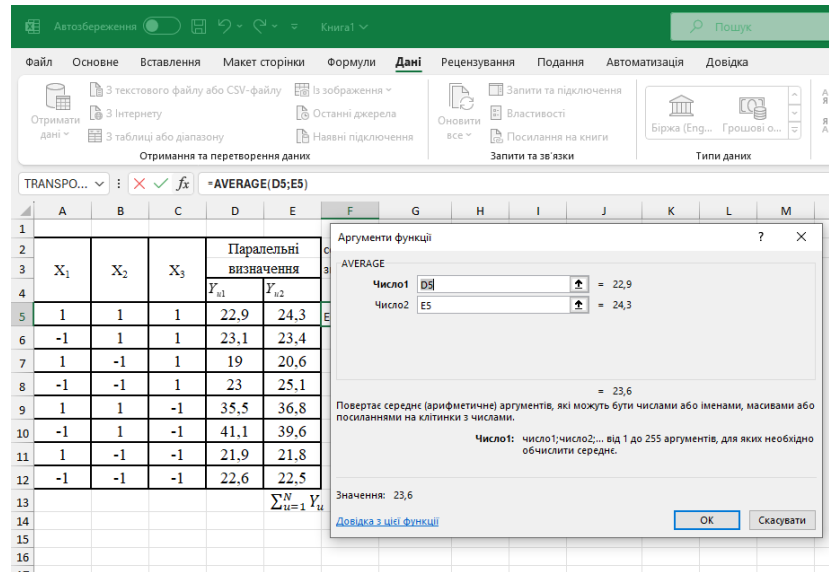 Автозбереження Книга1 Пошук
Файл Основне Вставлення Макет сторінки Формули Дані Рецензування Подання Автоматизація Довідка
Отримати дані
З текстового файлу або CSV-файлу
З Інтернету
З таблиці або діапазону
Із зображення
Останні джерела
Наявні підключення
Отримання та перетворення даних
Оновити все
Запити та підключення
Властивості
Посилання на книги
Запити та зв'язки
Біржа (Eng... Грошові о...
Типи даних
TRANSPO... fx =AVERAGE(D5;E5)
A B C D E F G H I J K L M
1
2 Паралельні
3 X₁ X₂ X₃ визначення
4 Yᵤ₁ Yᵤ₂
5 1 1 1 22,9 24,3
6 -1 1 1 23,1 23,4
7 1 -1 1 19 20,6
8 -1 -1 1 23 25,1
9 1 1 -1 35,5 36,8
10 -1 1 -1 41,1 39,6
11 1 -1 -1 21,9 21,8
12 -1 -1 -1 22,6 22,5
13 ∑ᴺᵤ₌₁ Yᵤ
14
15
16
Аргументи функції ? ×
AVERAGE
Число1 D5 = 22,9
Число2 E5 = 24,3
= 23,6
Повертає середнє (арифметичне) аргументів, які можуть бути числами або іменами, масивами або
посиланнями на клітинки з числами.
Число1: число1;число2;... від 1 до 255 аргументів, для яких необхідно
обчислити середнє.
Значення: 23,6
Довідка з цієї функції OK Скасувати